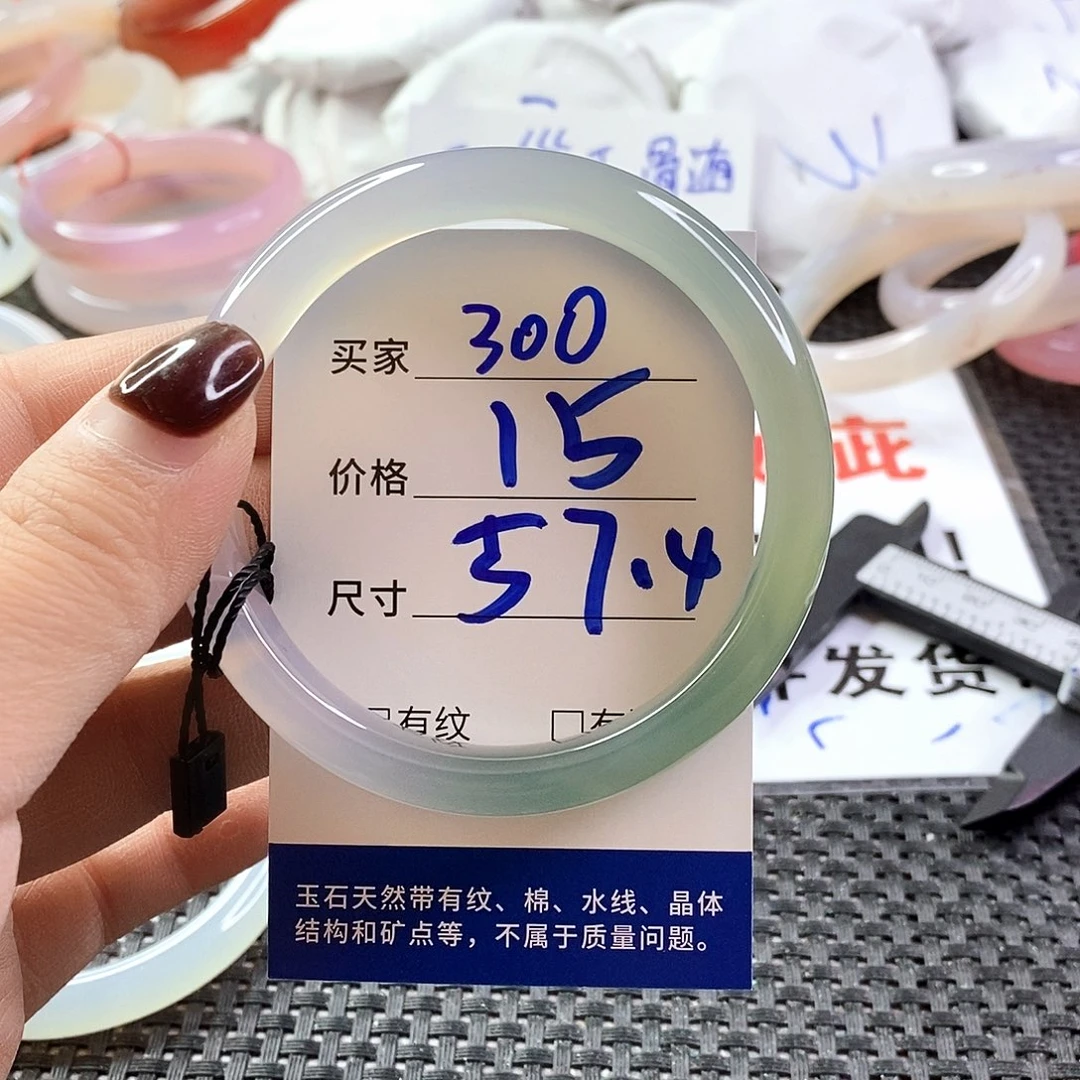 买家 300
价格 15
尺寸 57.4
有纹
玉石天然带有纹、棉、水线、晶体
结构和矿点等，不属于质量问题。
此
发货